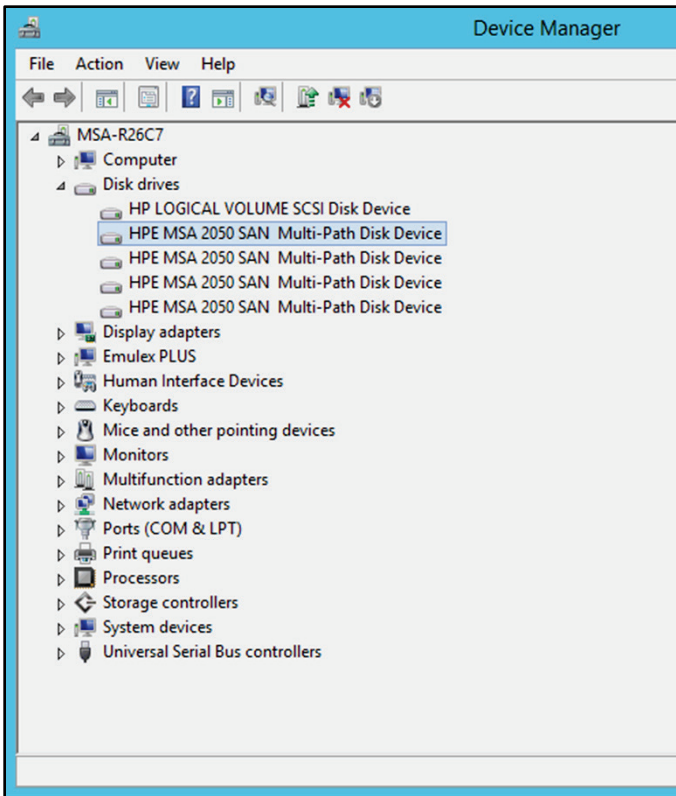 Device Manager
File Action View Help
?
MSA-R26C7
Computer
Disk drives
HP LOGICAL VOLUME SCSI Disk Device
HPE MSA 2050 SAN  Multi-Path Disk Device
HPE MSA 2050 SAN  Multi-Path Disk Device
HPE MSA 2050 SAN  Multi-Path Disk Device
HPE MSA 2050 SAN  Multi-Path Disk Device
Display adapters
Emulex PLUS
Human Interface Devices
Keyboards
Mice and other pointing devices
Monitors
Multifunction adapters
Network adapters
Ports (COM & LPT)
Print queues
Processors
Storage controllers
System devices
Universal Serial Bus controllers